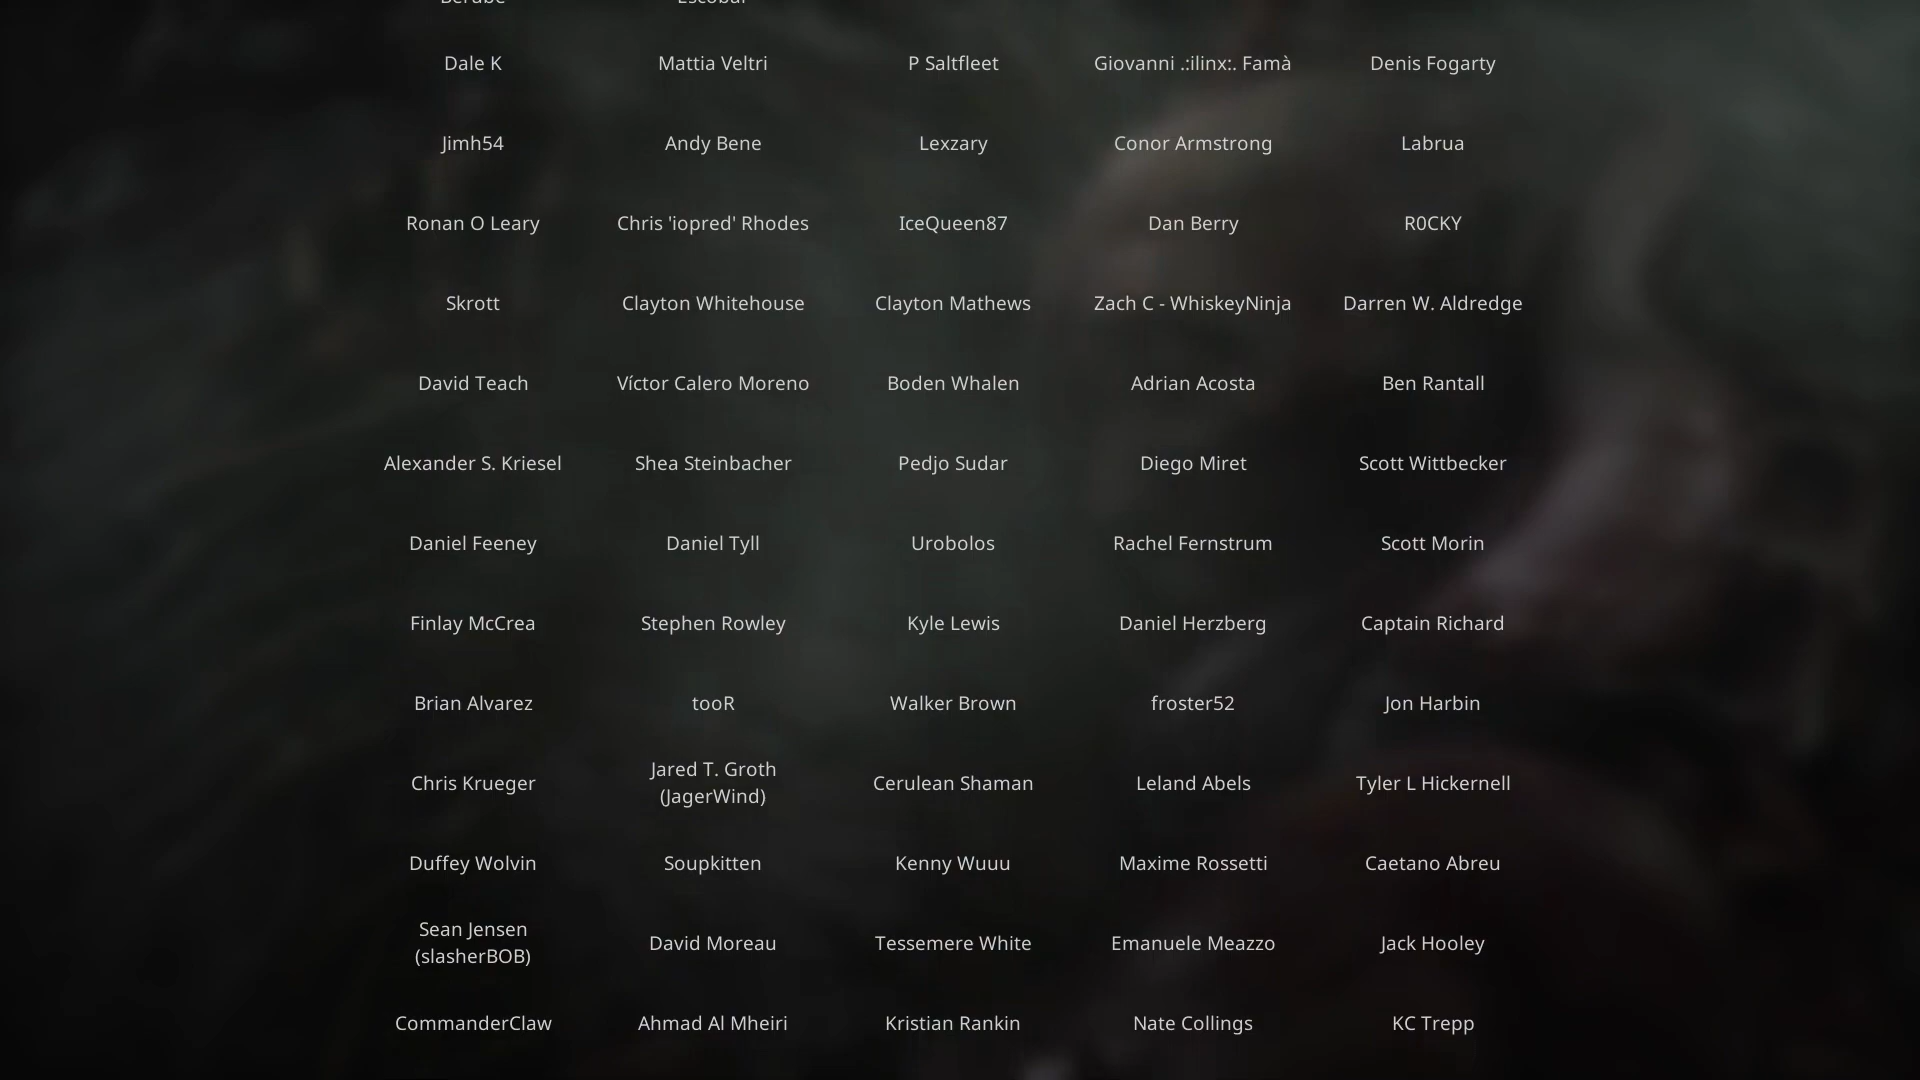 Berube Escobar
Dale K Mattia Veltri P Saltfleet Giovanni .:ilinx:. Famà Denis Fogarty
Jimh54 Andy Bene Lexzary Conor Armstrong Labrua
Ronan O Leary Chris 'iopred' Rhodes IceQueen87 Dan Berry R0CKY
Skrott Clayton Whitehouse Clayton Mathews Zach C - WhiskeyNinja Darren W. Aldredge
David Teach Víctor Calero Moreno Boden Whalen Adrian Acosta Ben Rantall
Alexander S. Kriesel Shea Steinbacher Pedjo Sudar Diego Miret Scott Wittbecker
Daniel Feeney Daniel Tyll Urobolos Rachel Fernstrum Scott Morin
Finlay McCrea Stephen Rowley Kyle Lewis Daniel Herzberg Captain Richard
Brian Alvarez tooR Walker Brown froster52 Jon Harbin
Chris Krueger Jared T. Groth Cerulean Shaman Leland Abels Tyler L Hickernell
(JagerWind)
Duffey Wolvin Soupkitten Kenny Wuuu Maxime Rossetti Caetano Abreu
Sean Jensen David Moreau Tessemere White Emanuele Meazzo Jack Hooley
(slasherBOB)
CommanderClaw Ahmad Al Mheiri Kristian Rankin Nate Collings KC Trepp